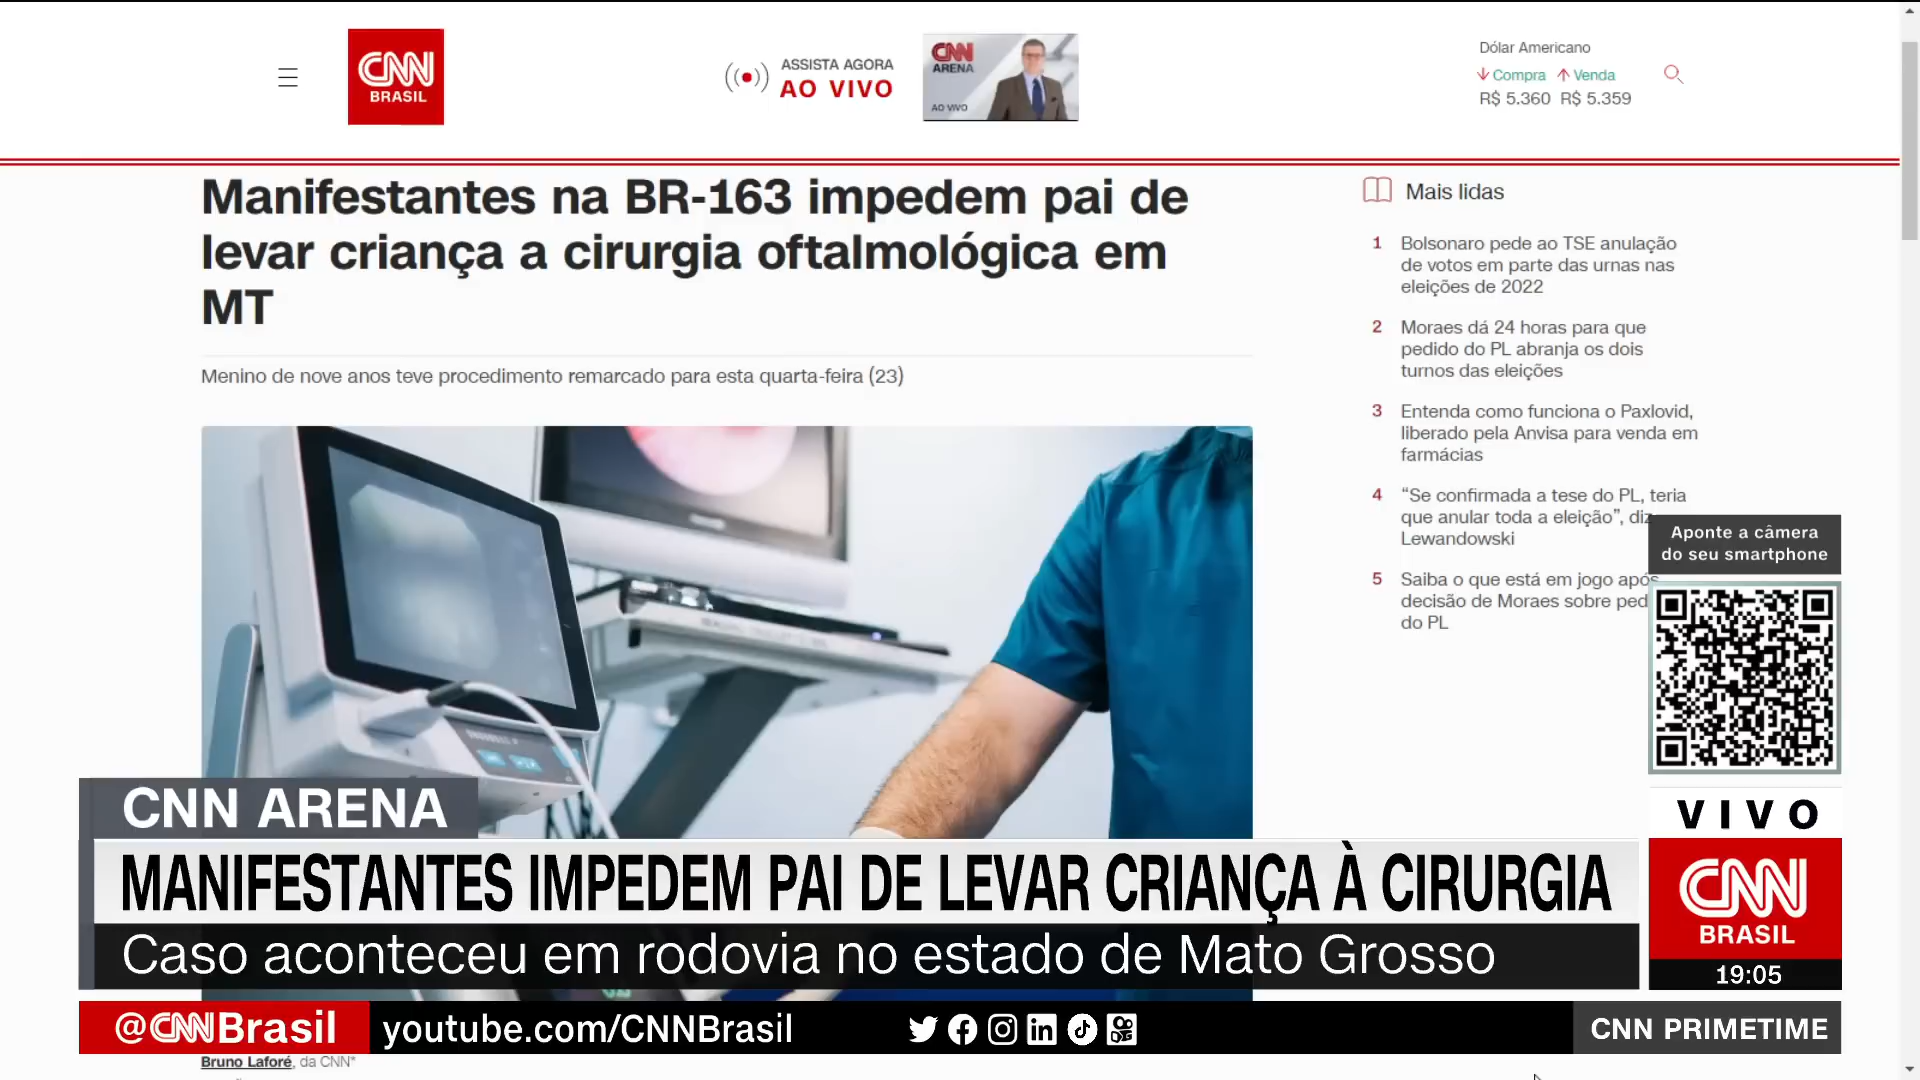 CNN
BRASIL
ASSISTA AGORA
AO VIVO
CNN
ARENA
AO VIVO
Dólar Americano
Compra Venda
R$ 5.360 R$ 5.359
Manifestantes na BR-163 impedem pai de
levar criança a cirurgia oftalmológica em
MT
Menino de nove anos teve procedimento remarcado para esta quarta-feira (23)
Mais lidas
1 Bolsonaro pede ao TSE anulação
de votos em parte das urnas nas
eleições de 2022
2 Moraes dá 24 horas para que
pedido do PL abranja os dois
turnos das eleições
3 Entenda como funciona o Paxlovid,
liberado pela Anvisa para venda em
farmácias
4 “Se confirmada a tese do PL, teria
que anular toda a eleição”, diz
Lewandowski
5 Saiba o que está em jogo após
decisão de Moraes sobre ped
do PL
Aponte a câmera
do seu smartphone
CNN ARENA
MANIFESTANTES IMPEDEM PAI DE LEVAR CRIANÇA À CIRURGIA
Caso aconteceu em rodovia no estado de Mato Grosso
VIVO
CNN
BRASIL
19:05
@CNNBrasil youtube.com/CNNBrasil
CNN PRIMETIME
Bruno Laforé, da CNN*